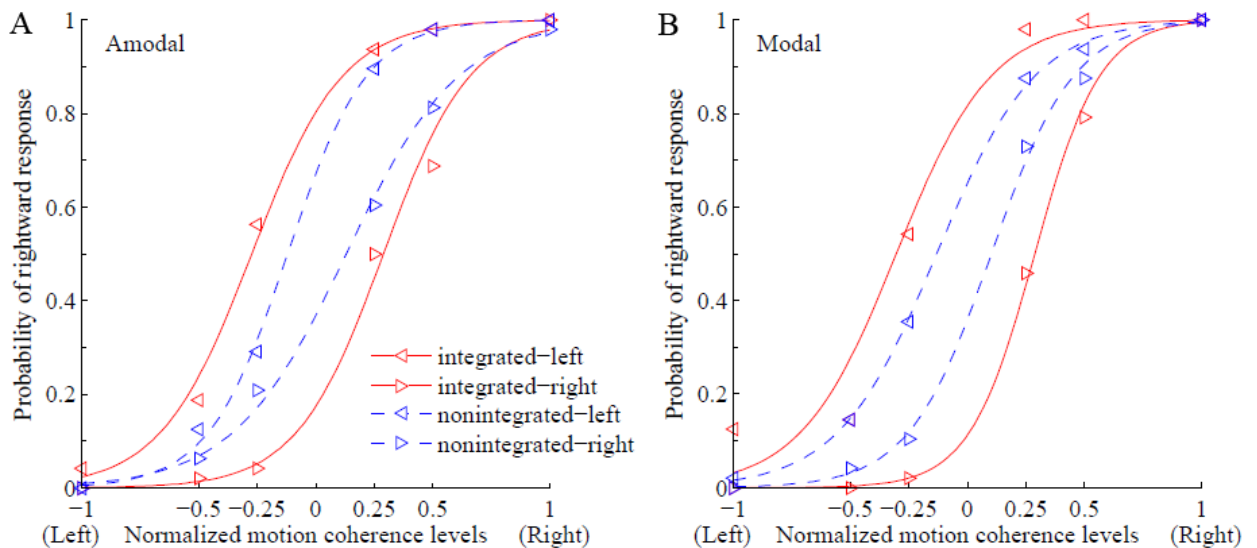 A
Amodal
Probability of rightward response
1
0.8
0.6
0.4
0.2
0
integrated−left
integrated−right
nonintegrated−left
nonintegrated−right
−1
−0.5
−0.25
0
0.25
0.5
1
(Left)
Normalized motion coherence levels
(Right)
B
Modal
Probability of rightward response
1
0.8
0.6
0.4
0.2
0
−1
−0.5
−0.25
0
0.25
0.5
1
(Left)
Normalized motion coherence levels
(Right)